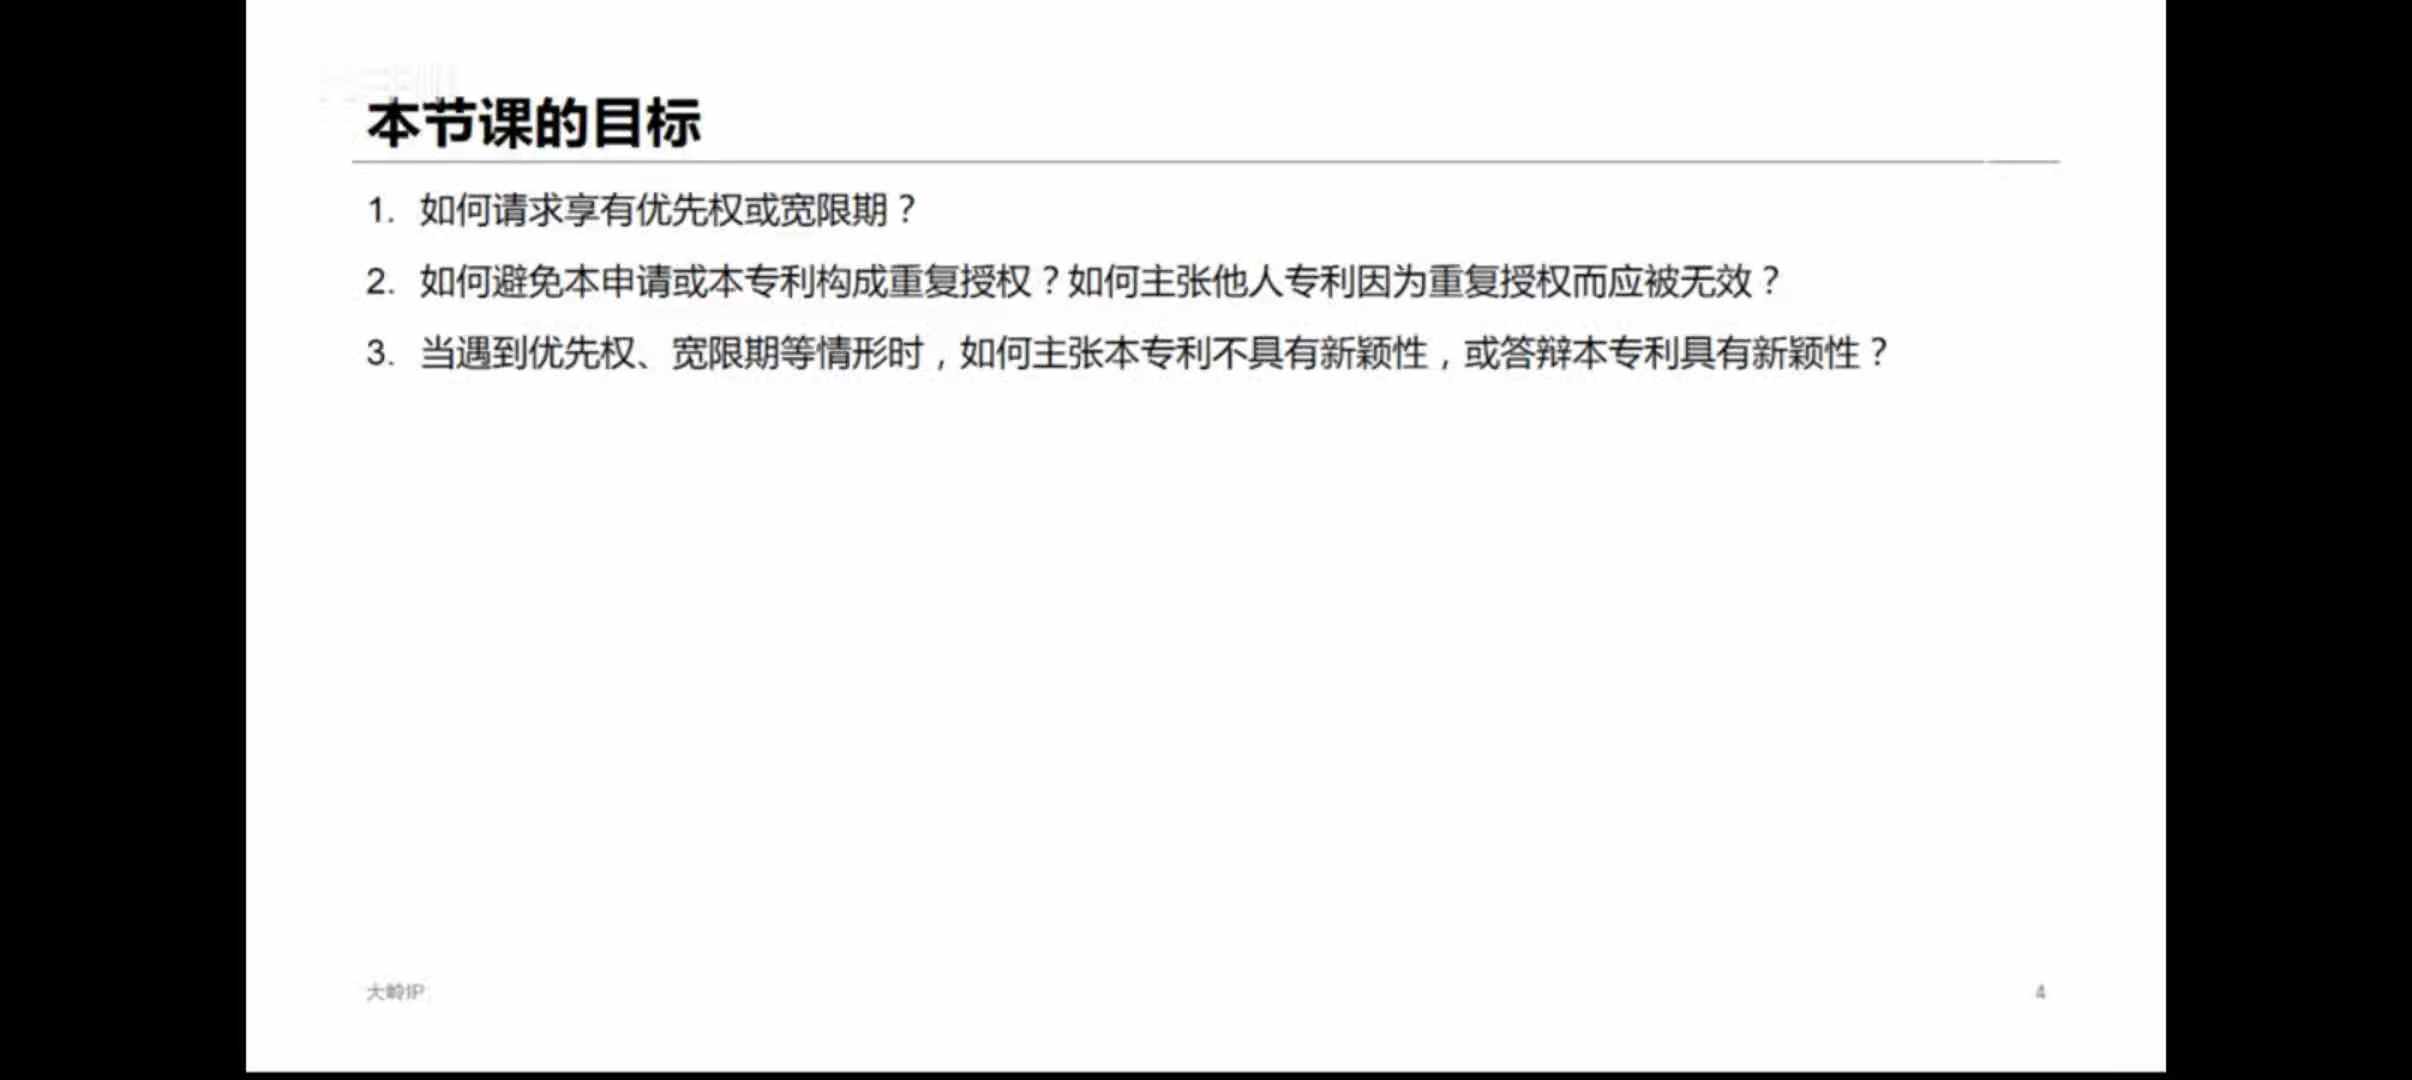 本节课的目标
1. 如何请求享有优先权或宽限期？
2. 如何避免本申请或本专利构成重复授权？如何主张他人专利因为重复授权而应被无效？
3. 当遇到优先权、宽限期等情形时，如何主张本专利不具有新颖性，或答辩本专利具有新颖性？
大岭IP
4